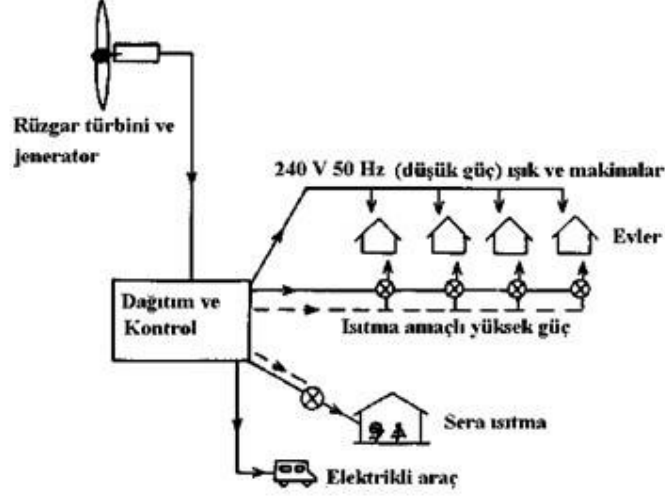 Rüzgar türbini ve
jenerator
240 V 50 Hz (düşük güç) ışık ve makinalar
Evler
Dağıtım ve
Kontrol
Isıtma amaçlı yüksek güç
Sera ısıtma
Elektrikli araç